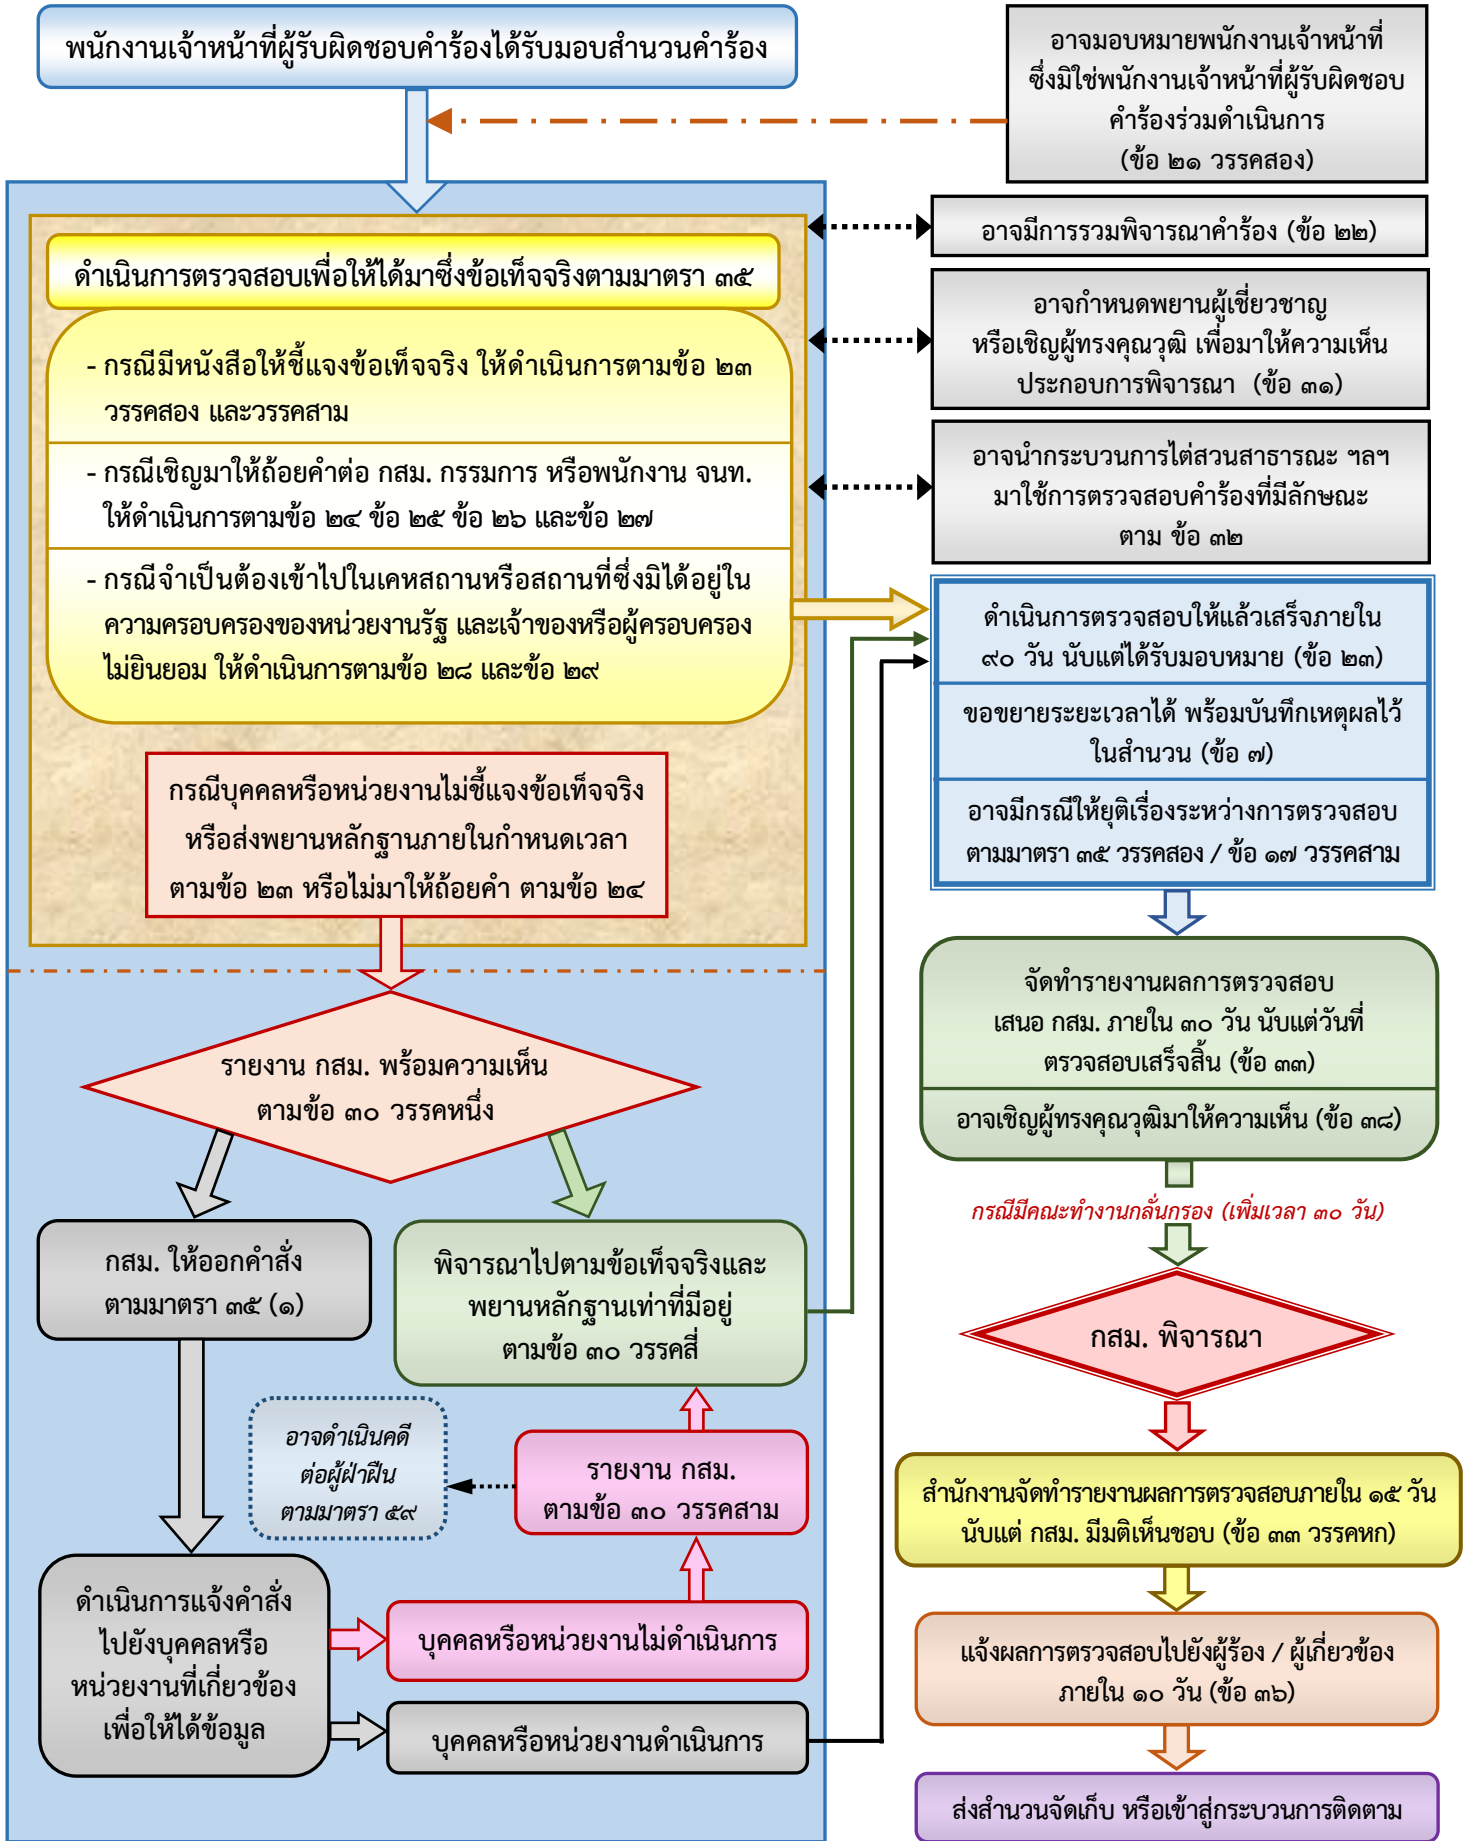 พนักงานเจ้าหน้าที่ผู้รับผิดชอบคำร้องได้รับมอบสำนวนคำร้อง
อาจมอบหมายพนักงานเจ้าหน้าที่
ซึ่งมิใช่พนักงานเจ้าหน้าที่ผู้รับผิดชอบ
คำร้องร่วมดำเนินการ
(ข้อ ๒๑ วรรคสอง)
อาจมีการรวมพิจารณาคำร้อง (ข้อ ๒๒)
ดำเนินการตรวจสอบเพื่อให้ได้มาซึ่งข้อเท็จจริงตามมาตรา ๓๕
- กรณีมีหนังสือให้ชี้แจงข้อเท็จจริง ให้ดำเนินการตามข้อ ๒๓
วรรคสอง และวรรคสาม
- กรณีเชิญมาให้ถ้อยคำต่อ กสม. กรรมการ หรือพนักงาน จนท.
ให้ดำเนินการตามข้อ ๒๔ ข้อ ๒๕ ข้อ ๒๖ และข้อ ๒๗
- กรณีจำเป็นต้องเข้าไปในเคหสถานหรือสถานที่ซึ่งมิได้อยู่ใน
ความครอบครองของหน่วยงานรัฐ และเจ้าของหรือผู้ครอบครอง
ไม่ยินยอม ให้ดำเนินการตามข้อ ๒๘ และข้อ ๒๙
อาจกำหนดพยานผู้เชี่ยวชาญ
หรือเชิญผู้ทรงคุณวุฒิ เพื่อมาให้ความเห็น
ประกอบการพิจารณา (ข้อ ๓๑)
อาจนำกระบวนการไต่สวนสาธารณะ ฯลฯ
มาใช้การตรวจสอบคำร้องที่มีลักษณะ
ตาม ข้อ ๓๒
ดำเนินการตรวจสอบให้แล้วเสร็จภายใน
๙๐ วัน นับแต่ได้รับมอบหมาย (ข้อ ๒๓)
ขอขยายระยะเวลาได้ พร้อมบันทึกเหตุผลไว้
ในสำนวน (ข้อ ๗)
อาจมีกรณีให้ยุติเรื่องระหว่างการตรวจสอบ
ตามมาตรา ๓๕ วรรคสอง / ข้อ ๑๗ วรรคสาม
กรณีบุคคลหรือหน่วยงานไม่ชี้แจงข้อเท็จจริง
หรือส่งพยานหลักฐานภายในกำหนดเวลา
ตามข้อ ๒๓ หรือไม่มาให้ถ้อยคำ ตามข้อ ๒๔
รายงาน กสม. พร้อมความเห็น
ตามข้อ ๓๐ วรรคหนึ่ง
กสม. ให้ออกคำสั่ง
ตามมาตรา ๓๕ (๑)
พิจารณาไปตามข้อเท็จจริงและ
พยานหลักฐานเท่าที่มีอยู่
ตามข้อ ๓๐ วรรคสี่
อาจดำเนินคดี
ต่อผู้ฝ่าฝืน
ตามมาตรา ๕๙
รายงาน กสม.
ตามข้อ ๓๐ วรรคสาม
ดำเนินการแจ้งคำสั่ง
ไปยังบุคคลหรือ
หน่วยงานที่เกี่ยวข้อง
เพื่อให้ได้ข้อมูล
บุคคลหรือหน่วยงานไม่ดำเนินการ
บุคคลหรือหน่วยงานดำเนินการ
จัดทำรายงานผลการตรวจสอบ
เสนอ กสม. ภายใน ๓๐ วัน นับแต่วันที่
ตรวจสอบเสร็จสิ้น (ข้อ ๓๓)
อาจเชิญผู้ทรงคุณวุฒิมาให้ความเห็น (ข้อ ๓๘)
กรณีมีคณะทำงานกลั่นกรอง (เพิ่มเวลา ๓๐ วัน)
กสม. พิจารณา
สำนักงานจัดทำรายงานผลการตรวจสอบภายใน ๑๕ วัน
นับแต่ กสม. มีมติเห็นชอบ (ข้อ ๓๓ วรรคหก)
แจ้งผลการตรวจสอบไปยังผู้ร้อง / ผู้เกี่ยวข้อง
ภายใน ๑๐ วัน (ข้อ ๓๖)
ส่งสำนวนจัดเก็บ หรือเข้าสู่กระบวนการติดตาม